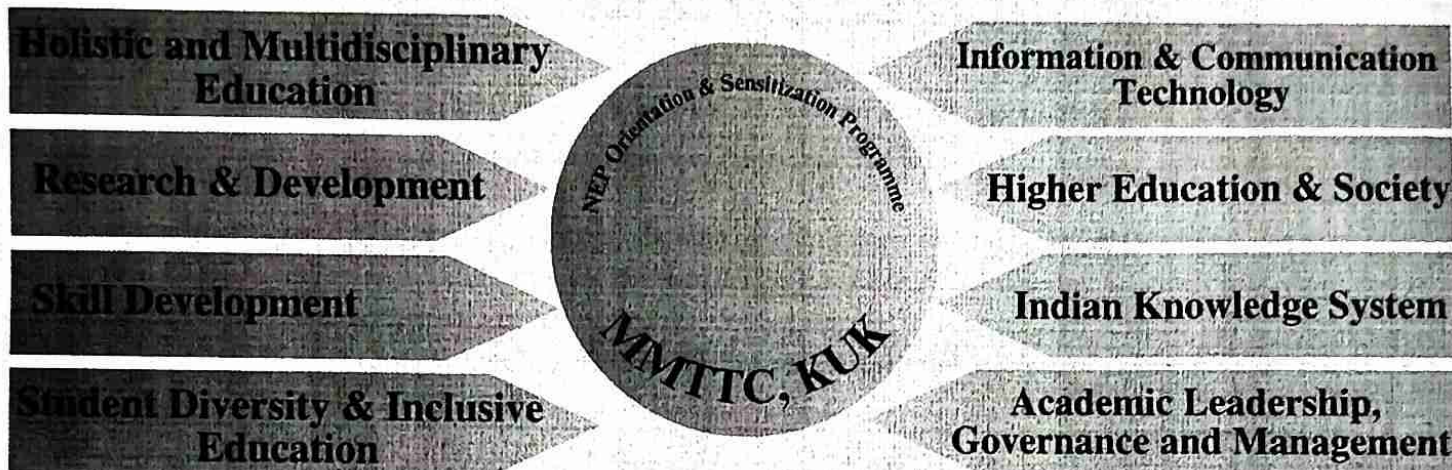 Holistic and Multidisciplinary
Education
Research & Development
Skill Development
Student Diversity & Inclusive
Education
NEP Orientation & Sensitization Programme
MMTTC, KUK
Information & Communication
Technology
Higher Education & Society
Indian Knowledge System
Academic Leadership,
Governance and Management